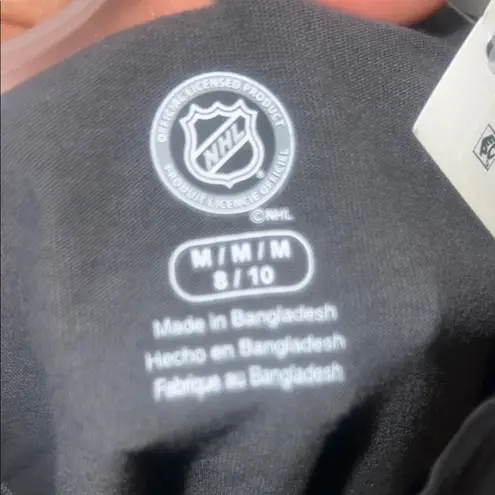 OFFICIAL LICENSED PRODUCT
NHL
®
PRODUIT LICENCIÉ OFFICIEL
©NHL
M / M / M
8 / 10
Made in Bangladesh
Hecho en Bangladesh
Fabriqué au Bangladesh